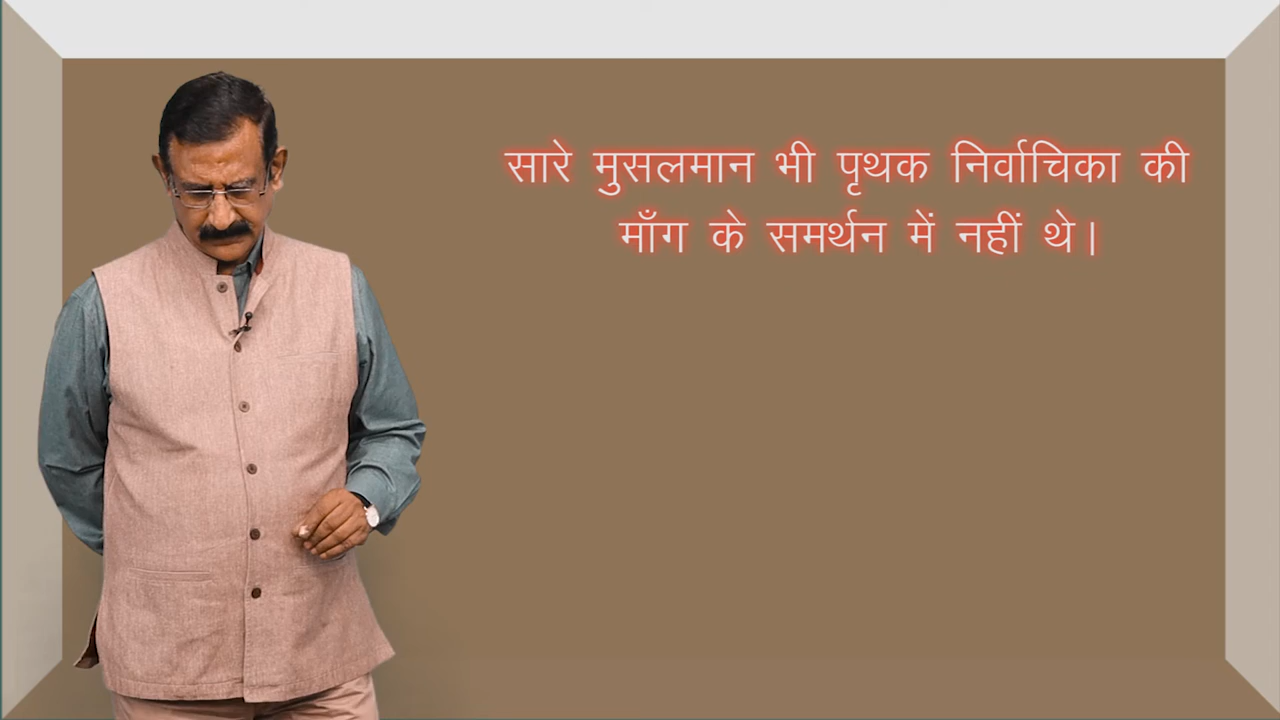 सारे मुसलमान भी पृथक निर्वाचिका की
माँग के समर्थन में नहीं थे।